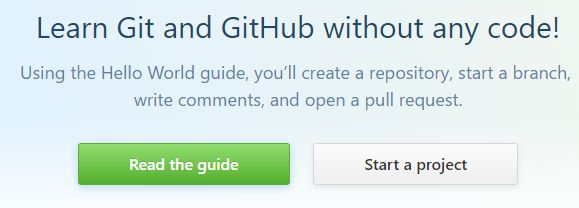 Learn Git and GitHub without any code!
Using the Hello World guide, you’ll create a repository, start a branch,
write comments, and open a pull request.
Read the guide
Start a project